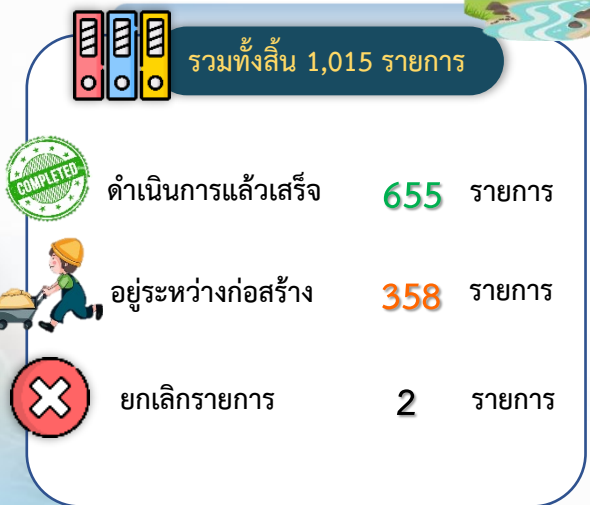 รวมทั้งสิ้น 1,015 รายการ
COMPLETED
ดำเนินการแล้วเสร็จ 655 รายการ
อยู่ระหว่างก่อสร้าง 358 รายการ
ยกเลิกรายการ 2 รายการ